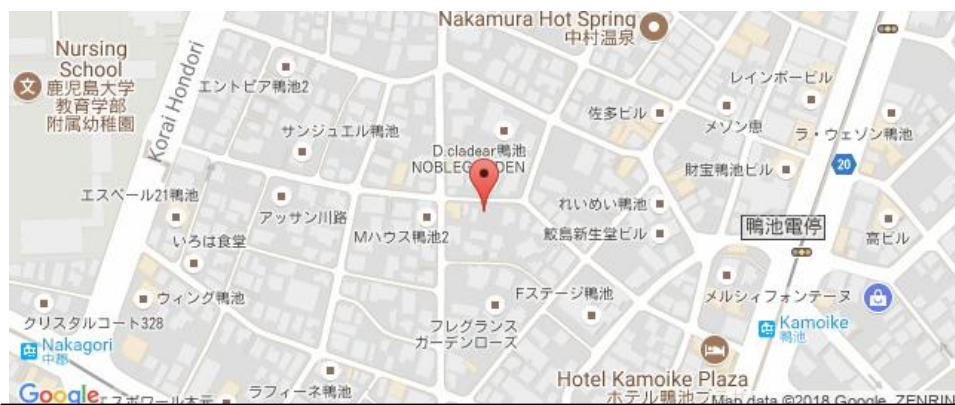 Nakamura Hot Spring
中村温泉
Nursing
School
鹿児島大学
教育学部
附属幼稚園
Korai Hondori
エントピア鴨池2
レインボービル
佐多ビル
メゾン恵
ラ・ウェゾン鴨池
サンジュエル鴨池
D.cladear鴨池
NOBLEG
DEN
財宝鴨池ビル
20
エスペール21鴨池
アッサン川路
れいめい鴨池
鴨池電停
いろは食堂
Mハウス鴨池2
鮫島新生堂ビル
高ビル
ウィング鴨池
Fステージ鴨池
メルシィフォンテーヌ
クリスタルコート328
フレグランス
ガーデンローズ
Kamoike
鴨池
Nakagori
中郡
Hotel Kamoike Plaza
ホテル鴨池プ
ラフィーネ鴨池
Google
Map data ©2018 Google, ZENRIN